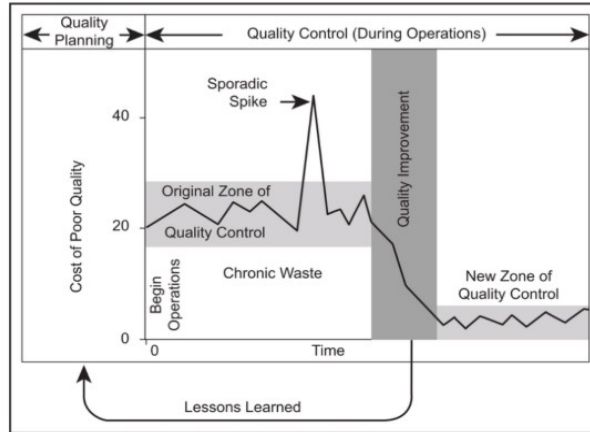 Quality
Planning
Quality Control (During Operations)
Sporadic
Spike
40
Cost of Poor Quality
Quality Improvement
Original Zone of
Quality Control
20
Begin
Operations
Chronic Waste
New Zone of
Quality Control
0
0
Time
Lessons Learned